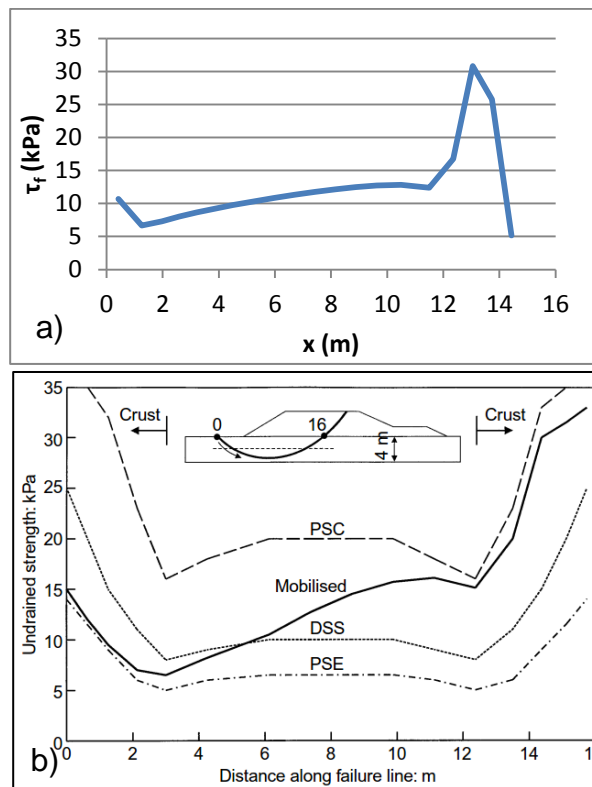 35
30
25
20
15
10
5
0
τf (kPa)
0 2 4 6 8 10 12 14 16
x (m)
a)
35
30
25
20
15
10
5
0
Undrained strength: kPa
Crust
0
16
4 m
Crust
PSC
Mobilised
DSS
PSE
0 2 4 6 8 10 12 14
Distance along failure line: m
b)